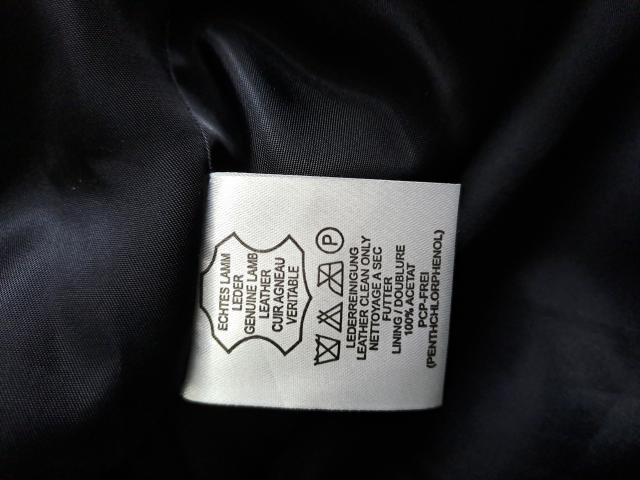 ECHTES LAMM
LEDER
GENUINE LAMB
LEATHER
CUIR AGNEAU
VERITABLE
P
LEDERREINIGUNG
LEATHER CLEAN ONLY
NETTOYAGE A SEC
FUTTER
LINING / DOUBLURE
100% ACETAT
PCP-FREI
(PENTHCHLORPHENOL)